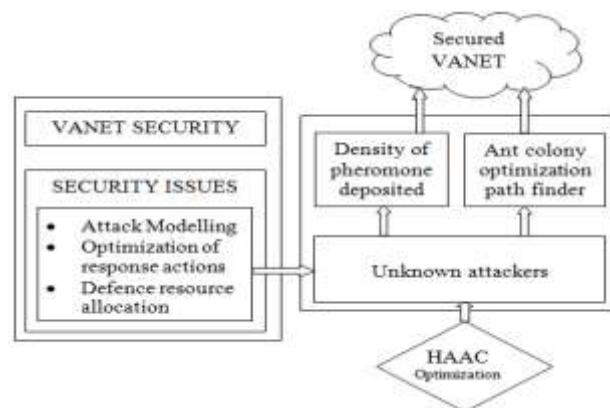 Secured
VANET
VANET SECURITY
SECURITY ISSUES
• Attack Modelling
• Optimization of
response actions
• Defence resource
allocation
Density of
pheromone
deposited
Ant colony
optimization
path finder
Unknown attackers
HAAC
Optimization